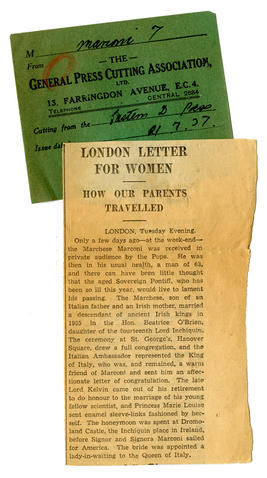 M Marconi 7
From
— THE —
GENERAL PRESS CUTTING ASSOCIATION,
LTD.
13, FARRINGDON AVENUE, E.C.4.
TELEPHONE CENTRAL 2684
Cutting from the Eastern D Press
Issue dat 21.7.37.
LONDON LETTER
FOR WOMEN
HOW OUR PARENTS
TRAVELLED
LONDON, Tuesday Evening.
Only a few days ago—at the week-end—
the Marchese Marconi was received in
private audience by the Pope. He was
then in his usual health, a man of 63,
and there can have been little thought
that the aged Sovereign Pontiff, who has
been so ill this year, would live to lament
his passing. The Marchese, son of an
Italian father and an Irish mother, married
a descendant of ancient Irish kings in
1905 in the Hon. Beatrice O'Brien,
daughter of the fourteenth Lord Inchiquin.
The ceremony at St. George's, Hanover
Square, drew a full congregation, and the
Italian Ambassador represented the King
of Italy, who was, and remained, a warm
friend of Marconi and sent him an affec-
tionate letter of congratulation. The late
Lord Kelvin came out of his retirement
to do honour to the marriage of his young
fellow scientist, and Princess Marie Louise
sent enamel sleeve-links fashioned by her-
self. The honeymoon was spent at Dromo-
land Castle, the Inchiquin place in Ireland,
before Signor and Signora Marconi sailed
for America. The bride was appointed a
lady-in-waiting to the Queen of Italy.